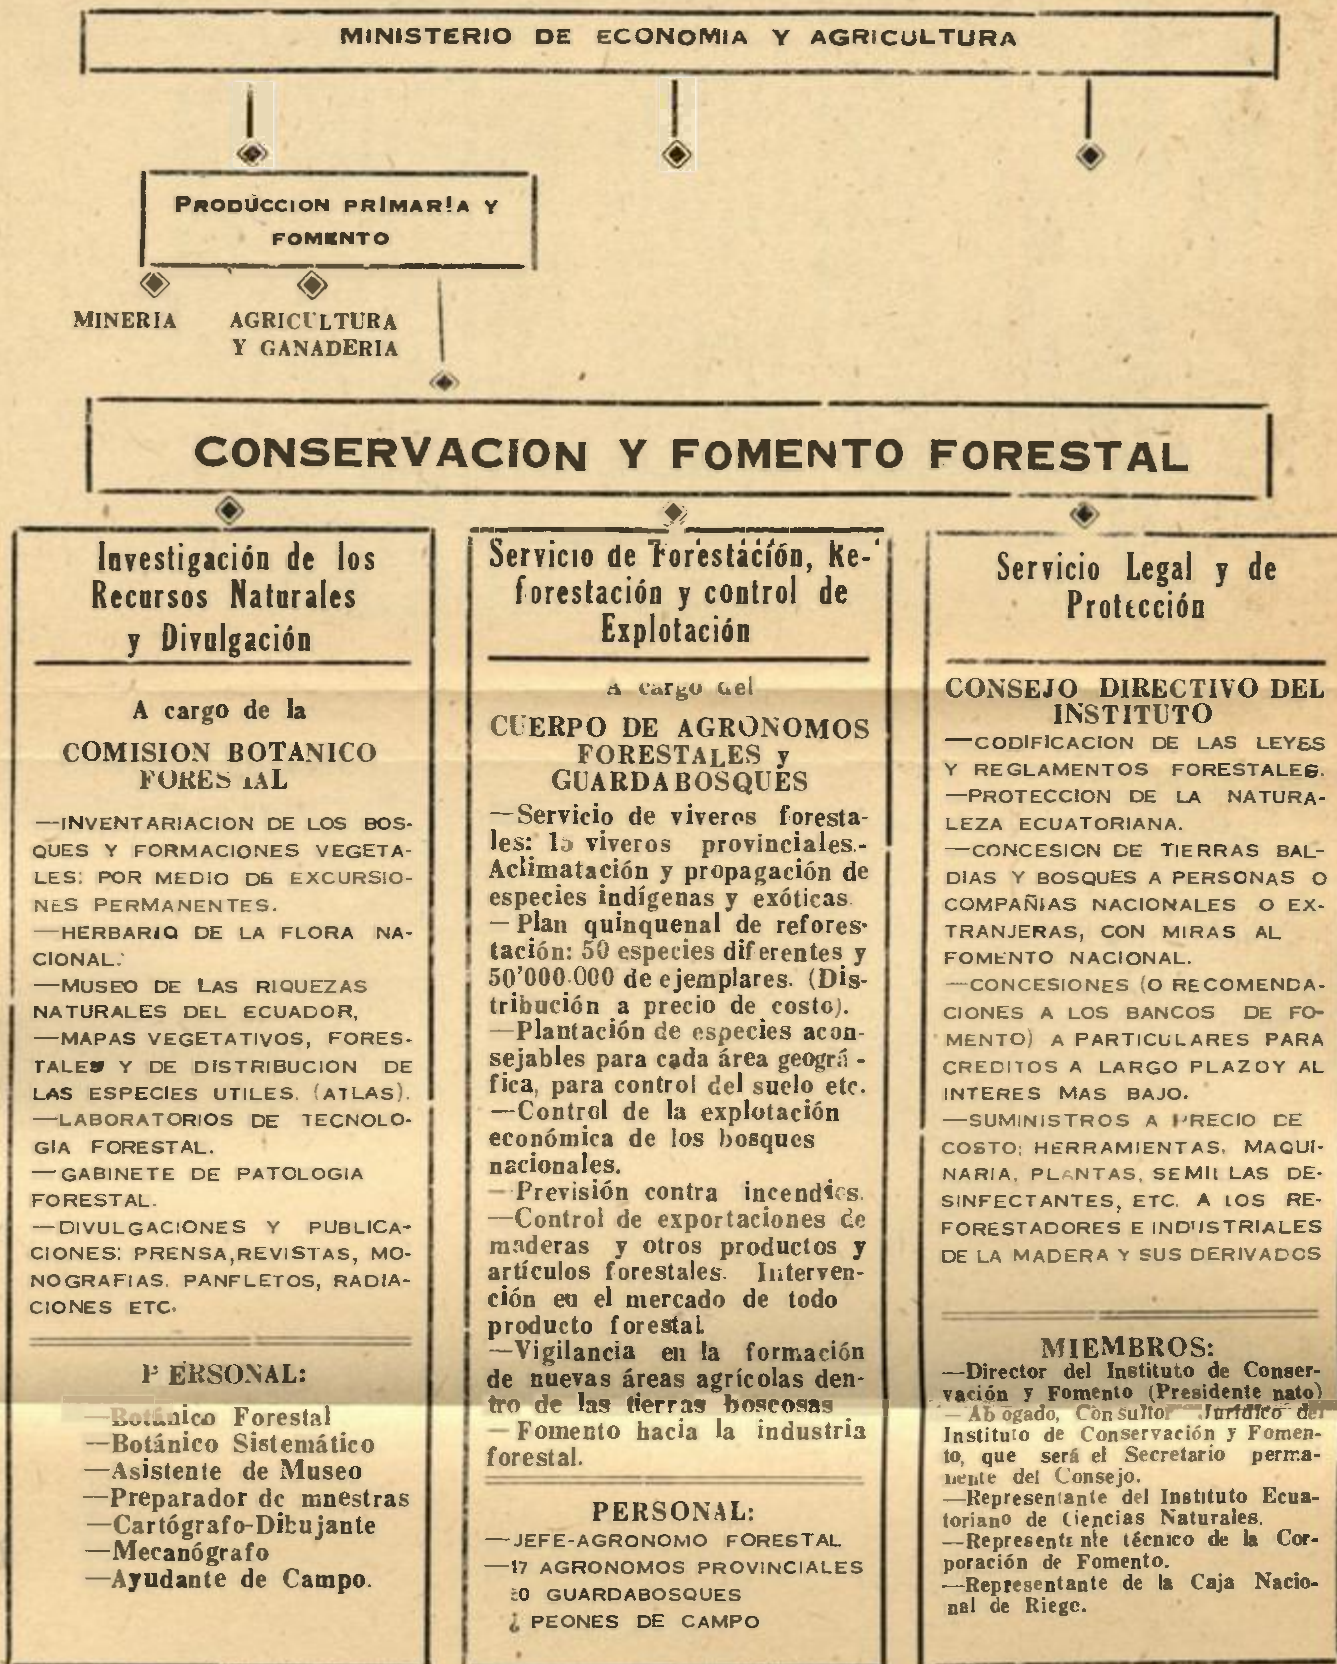 MINISTERIO DE ECONOMIA Y AGRICULTURA
PRODUCCION PRIMARIA Y
FOMENTO
MINERIA
AGRICULTURA
Y GANADERIA
CONSERVACION Y FOMENTO FORESTAL
Investigación de los
Recursos Naturales
y Divulgación
A cargo de la
COMISION BOTANICO
FORESTAL
—INVENTARIACION DE LOS BOS-
QUES Y FORMACIONES VEGETA-
LES: POR MEDIO DE EXCURSIO-
NES PERMANENTES.
—HERBARIO DE LA FLORA NA-
CIONAL.
—MUSEO DE LAS RIQUEZAS
NATURALES DEL ECUADOR,
—MAPAS VEGETATIVOS, FORES-
TALES Y DE DISTRIBUCION DE
LAS ESPECIES UTILES. (ATLAS).
—LABORATORIOS DE TECNOLO-
GIA FORESTAL.
—GABINETE DE PATOLOGIA
FORESTAL.
—DIVULGACIONES Y PUBLICA-
CIONES: PRENSA,REVISTAS, MO-
NOGRAFIAS. PANFLETOS, RADIA-
CIONES ETC.
PERSONAL:
—Botánico Forestal
—Botánico Sistemático
—Asistente de Museo
—Preparador de mnestras
—Cartógrafo-Dibujante
—Mecanógrafo
—Ayudante de Campo.
Servicio de Forestación, Re-
forestación y control de
Explotación
A cargo del
CUERPO DE AGRONOMOS
FORESTALES y
GUARDABOSQUES
—Servicio de viveros foresta-
les: 15 viveros provinciales.-
Aclimatación y propagación de
especies indígenas y exóticas.
—Plan quinquenal de refores-
tación: 50 especies diferentes y
50'000.000 de ejemplares. (Dis-
tribución a precio de costo).
—Plantación de especies acon-
sejables para cada área geográ-
fica, para control del suelo etc.
—Control de la explotación
económica de los bosques
nacionales.
—Previsión contra incendios.
—Control de exportaciones de
maderas y otros productos y
artículos forestales. Interven-
ción en el mercado de todo
producto forestal.
—Vigilancia en la formación
de nuevas áreas agrícolas den-
tro de las tierras boscosas
—Fomento hacia la industria
forestal.
PERSONAL:
—JEFE-AGRONOMO FORESTAL
—17 AGRONOMOS PROVINCIALES
GUARDABOSQUES
PEONES DE CAMPO
Servicio Legal y de
Protección
CONSEJO DIRECTIVO DEL
INSTITUTO
—CODIFICACION DE LAS LEYES
Y REGLAMENTOS FORESTALES.
—PROTECCION DE LA NATURA-
LEZA ECUATORIANA.
—CONCESION DE TIERRAS BAL-
DIAS Y BOSQUES A PERSONAS O
COMPAÑIAS NACIONALES O EX-
TRANJERAS, CON MIRAS AL
FOMENTO NACIONAL.
—CONCESIONES (O RECOMENDA-
CIONES A LOS BANCOS DE FO-
MENTO) A PARTICULARES PARA
CREDITOS A LARGO PLAZOY AL
INTERES MAS BAJO.
—SUMINISTROS A PRECIO DE
COSTO; HERRAMIENTAS, MAQUI-
NARIA, PLANTAS, SEMILLAS DE-
SINFECTANTES, ETC. A LOS RE-
FORESTADORES E INDUSTRIALES
DE LA MADERA Y SUS DERIVADOS
MIEMBROS:
—Director del Instituto de Conser-
vación y Fomento (Presidente nato)
—Abogado, Consultor Jurídico del
Instituto de Conservación y Fomen-
to, que será el Secretario perma-
nente del Consejo.
—Representante del Instituto Ecua-
toriano de Ciencias Naturales.
—Representante técnico de la Cor-
poración de Fomento.
—Representante de la Caja Nacio-
nal de Riego.